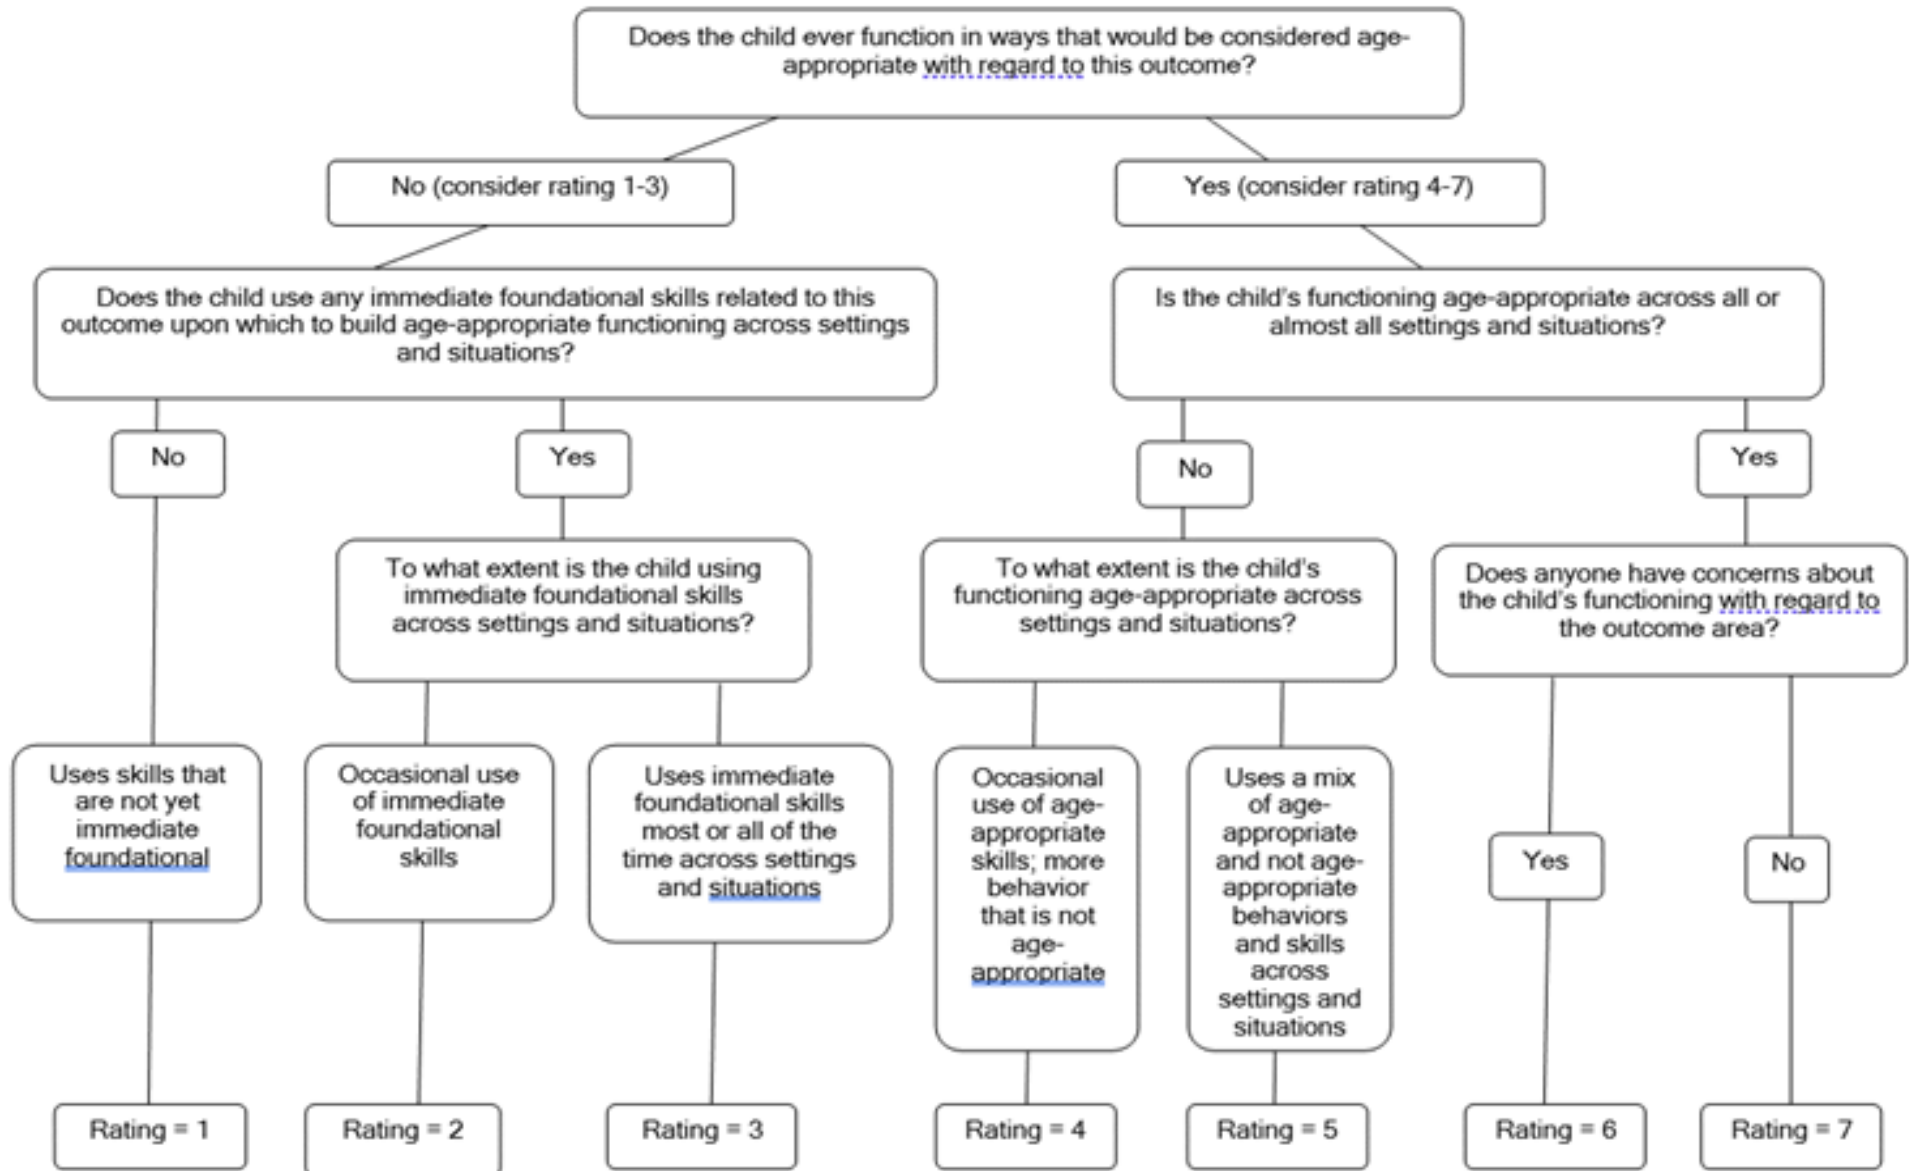 Does the child ever function in ways that would be considered age-
appropriate with regard to this outcome?
No (consider rating 1-3)
Yes (consider rating 4-7)
Does the child use any immediate foundational skills related to this
outcome upon which to build age-appropriate functioning across settings
and situations?
Is the child's functioning age-appropriate across all or
almost all settings and situations?
No
Yes
No
Yes
To what extent is the child using
immediate foundational skills
across settings and situations?
To what extent is the child's
functioning age-appropriate across
settings and situations?
Does anyone have concerns about
the child's functioning with regard to
the outcome area?
Uses skills that
are not yet
immediate
foundational
Occasional use
of immediate
foundational
skills
Uses immediate
foundational skills
most or all of the
time across settings
and situations
Occasional
use of age-
appropriate
skills; more
behavior
that is not
age-
appropriate
Uses a mix
of age-
appropriate
and not age-
appropriate
behaviors
and skills
across
settings and
situations
Yes
No
Rating = 1
Rating = 2
Rating = 3
Rating = 4
Rating = 5
Rating = 6
Rating = 7